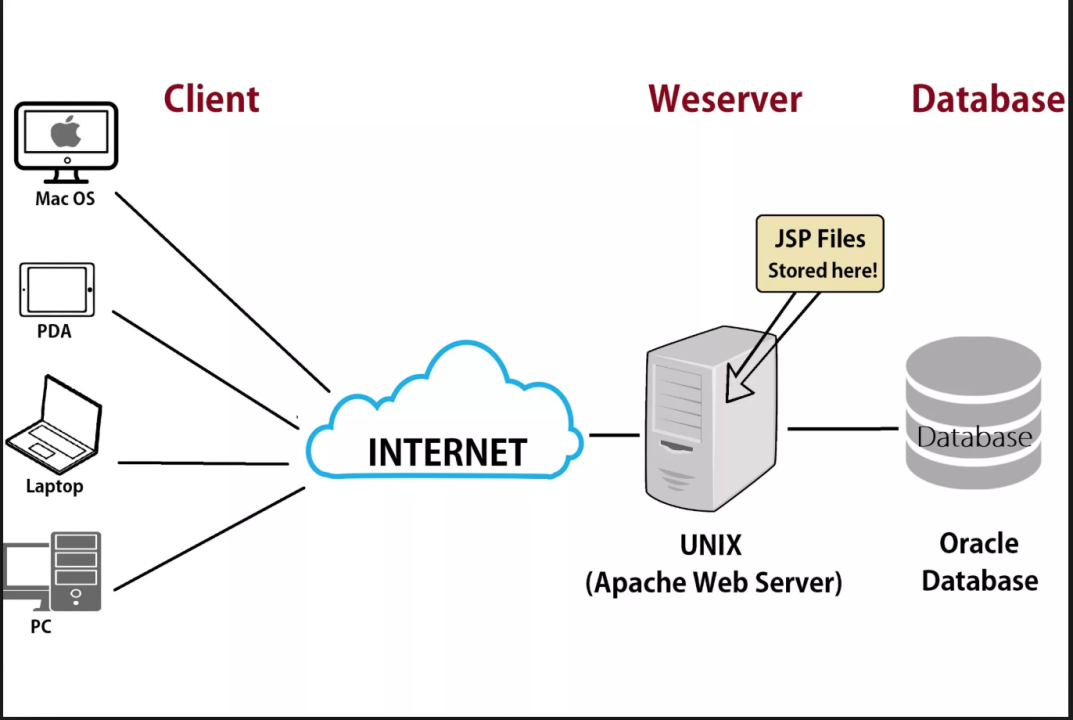 Client
Weserver
Database
Mac OS
JSP Files
Stored here!
PDA
INTERNET
Database
Laptop
UNIX
(Apache Web Server)
Oracle
Database
PC